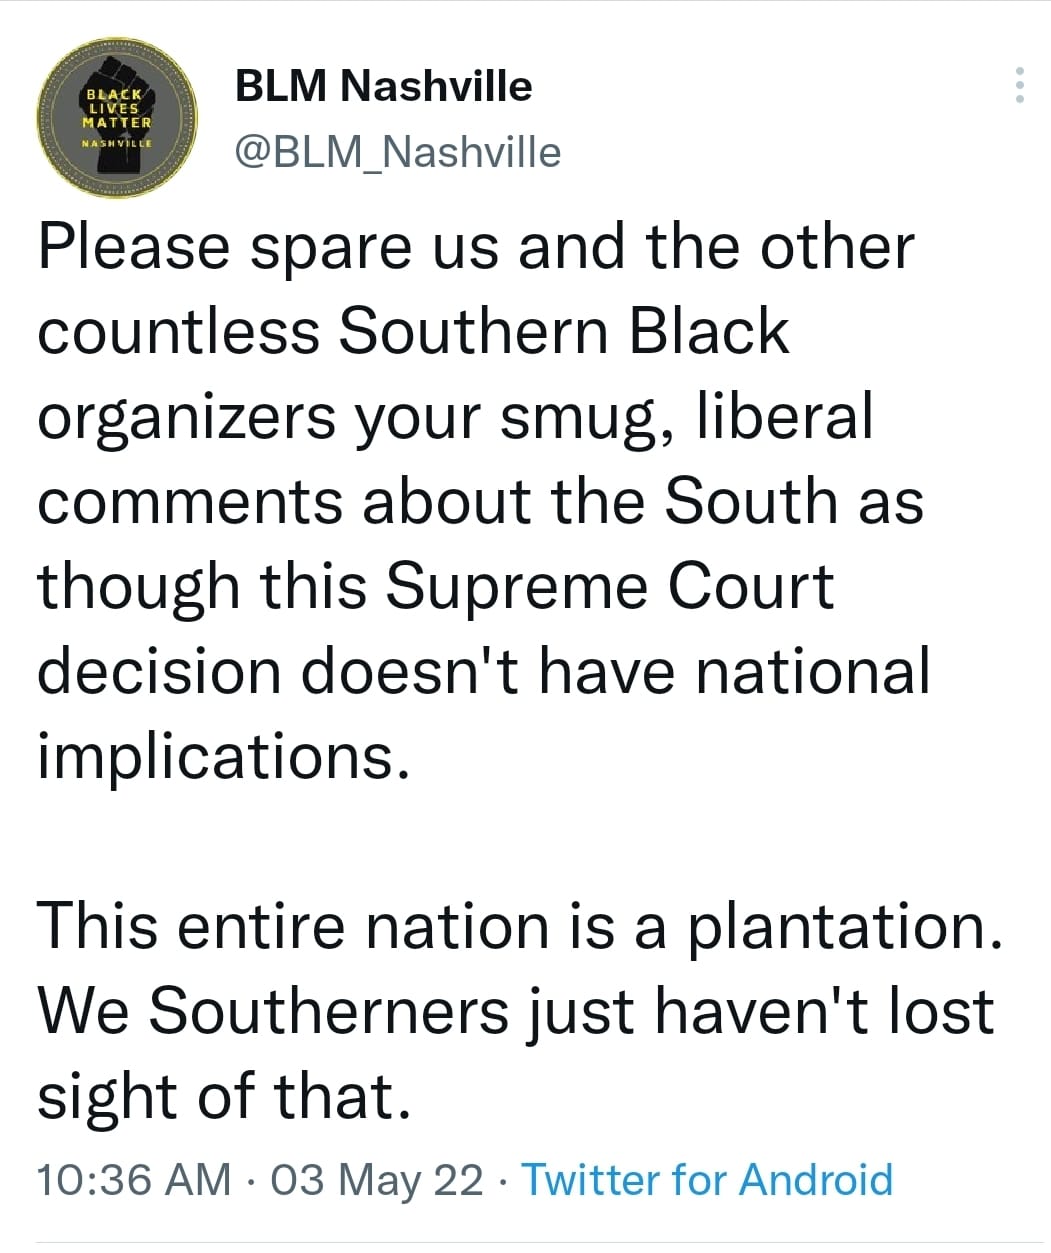 BLACK
LIVES
MATTER
NASHVILLE
BLM Nashville
@BLM_Nashville
Please spare us and the other
countless Southern Black
organizers your smug, liberal
comments about the South as
though this Supreme Court
decision doesn't have national
implications.
This entire nation is a plantation.
We Southerners just haven't lost
sight of that.
10:36 AM · 03 May 22 · Twitter for Android